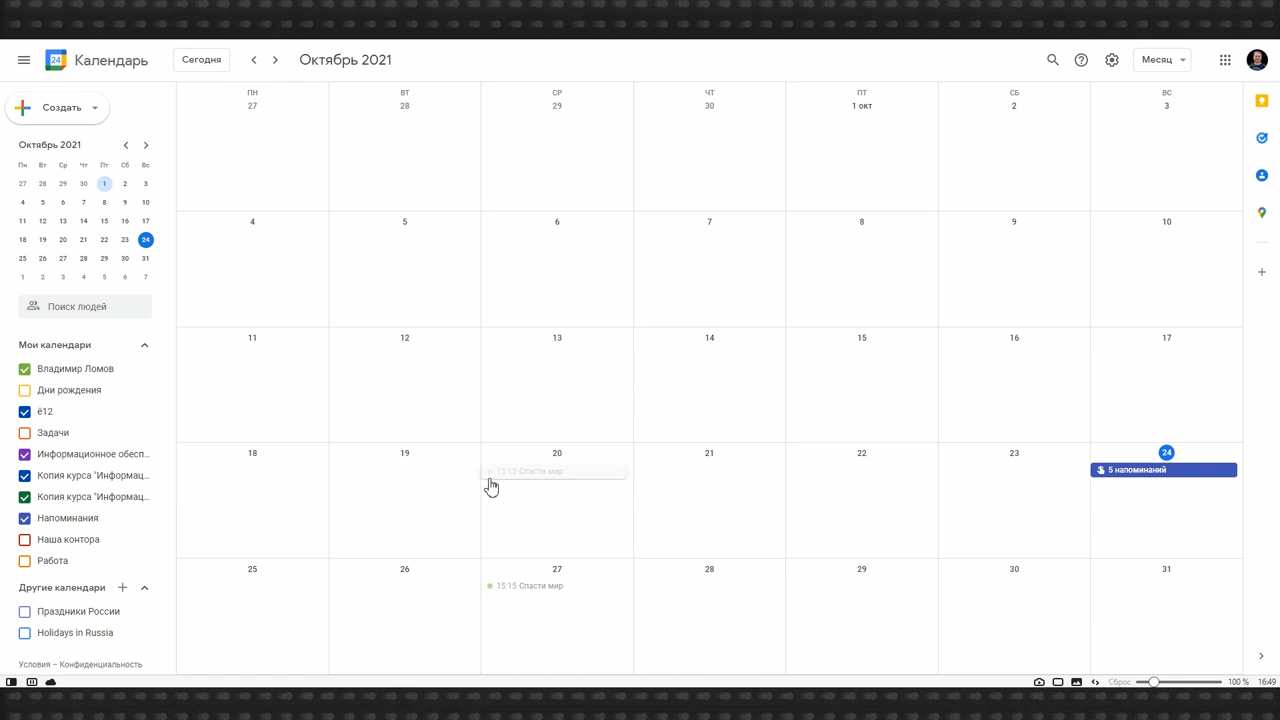 24 Календарь Сегодня Октябрь 2021 Месяц
Создать
Октябрь 2021
Пн Вт Ср Чт Пт Сб Вс
27 28 29 30 1 2 3
4 5 6 7 8 9 10
11 12 13 14 15 16 17
18 19 20 21 22 23 24
25 26 27 28 29 30 31
1 2 3 4 5 6 7
Поиск людей
Мои календари
Владимир Ломов
Дни рождения
ё12
Задачи
Информационное обесп...
Копия курса "Информац...
Копия курса "Информац...
Напоминания
Наша контора
Работа
Другие календари
Праздники России
Holidays in Russia
Условия – Конфиденциальность
ПН ВТ СР ЧТ ПТ СБ ВС
27 28 29 30 1 окт 2 3
4 5 6 7 8 9 10
11 12 13 14 15 16 17
18 19 20 21 22 23 24
15:15 Спасти мир 5 напоминаний
25 26 27 28 29 30 31
15:15 Спасти мир
Сброс 100 % 16:49